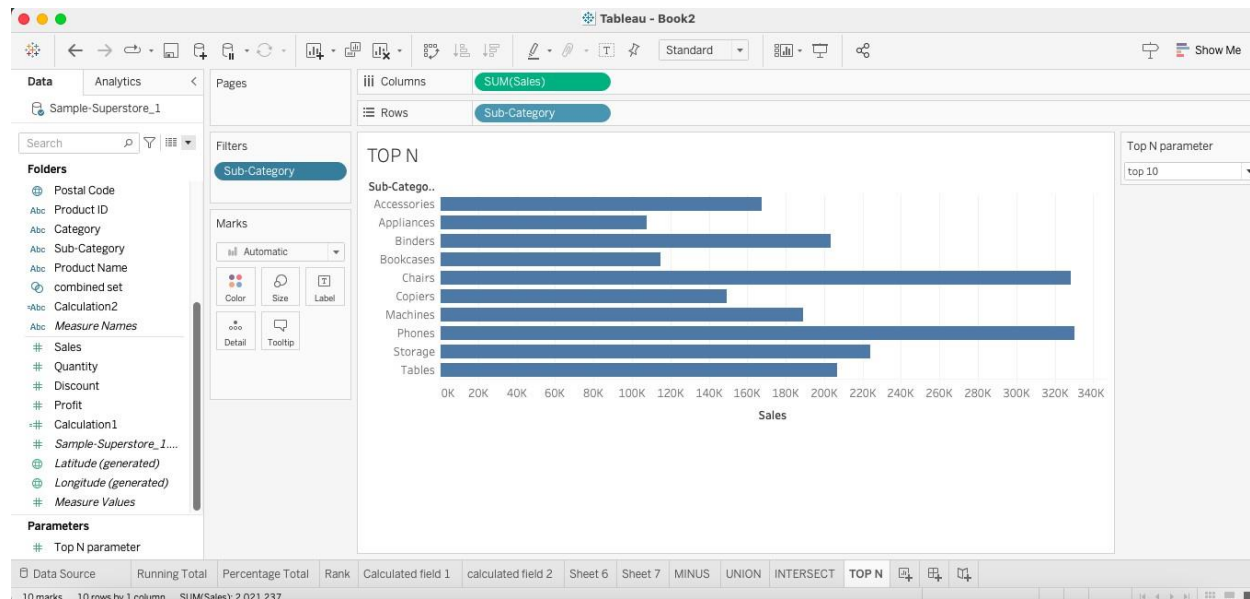 Tableau - Book2
Standard
Show Me
Data Analytics
Sample-Superstore_1
Search
Folders
Postal Code
Abc Product ID
Abc Category
Abc Sub-Category
Abc Product Name
combined set
=Abc Calculation2
Abc Measure Names
# Sales
# Quantity
# Discount
# Profit
=# Calculation1
# Sample-Superstore_1....
Latitude (generated)
Longitude (generated)
# Measure Values
Parameters
# Top N parameter
Pages
Filters
Sub-Category
Marks
Automatic
Color Size Label
Detail Tooltip
Columns SUM(Sales)
Rows Sub-Category
TOP N
Sub-Catego..
Accessories
Appliances
Binders
Bookcases
Chairs
Copiers
Machines
Phones
Storage
Tables
0K 20K 40K 60K 80K 100K 120K 140K 160K 180K 200K 220K 240K 260K 280K 300K 320K 340K
Sales
Top N parameter
top 10
Data Source Running Total Percentage Total Rank Calculated field 1 calculated field 2 Sheet 6 Sheet 7 MINUS UNION INTERSECT TOP N
10 marks 10 rows by 1 column SUM(Sales): 2,021,237